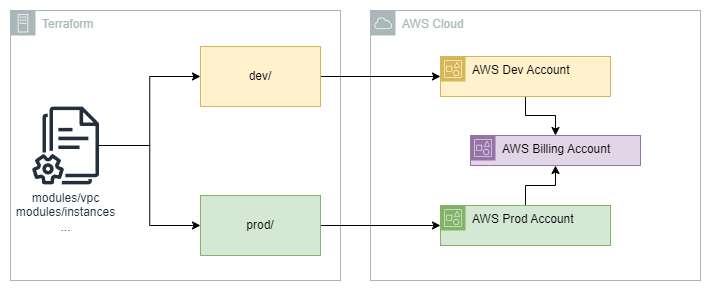 Terraform
AWS Cloud
dev/
AWS Dev Account
AWS Billing Account
modules/vpc
modules/instances
...
prod/
AWS Prod Account